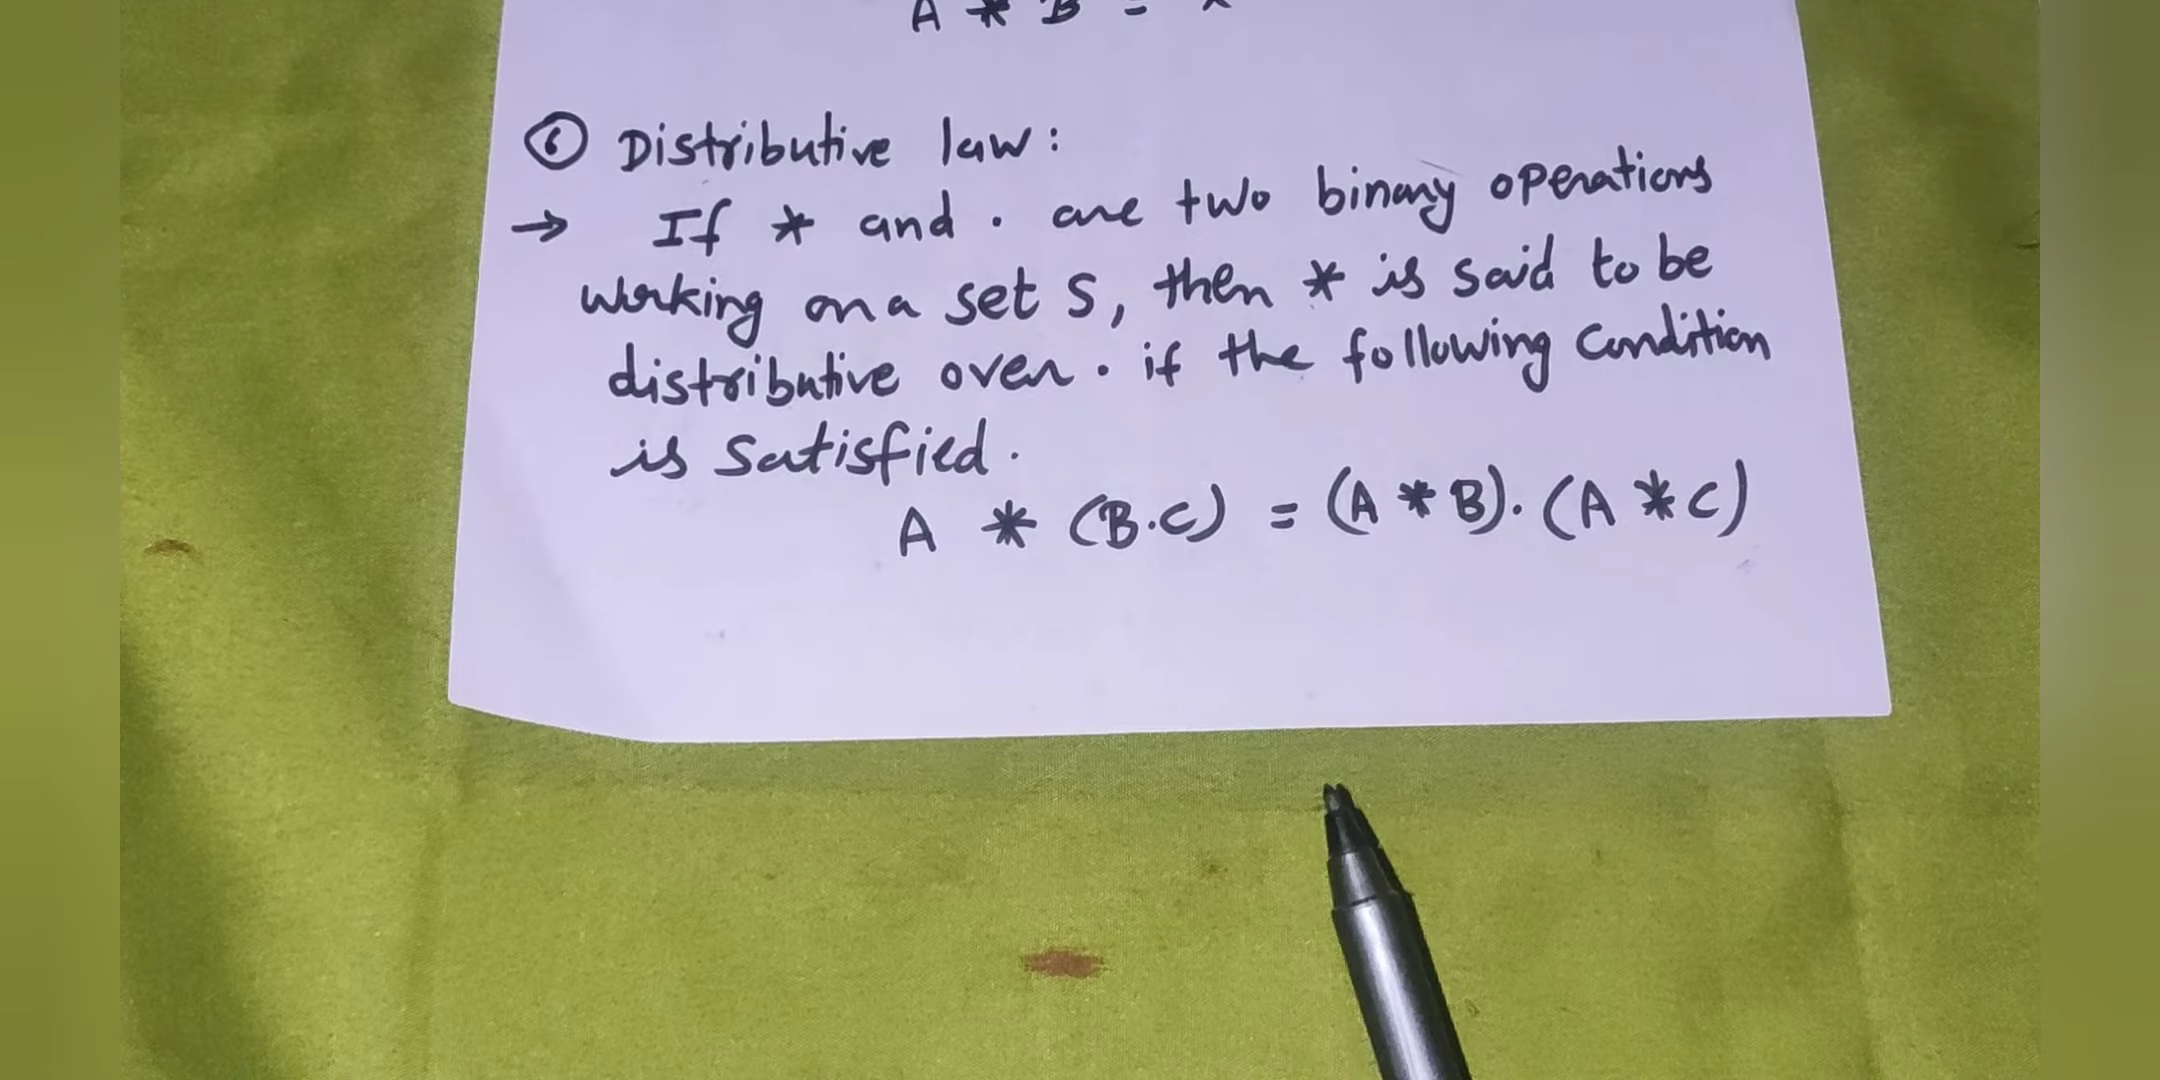 A * B =
⑥ Distributive law:
→ If * and . are two binary operations
working on a set S, then * is said to be
distributive over . if the following condition
is satisfied.
A * (B.C) = (A * B). (A * C)